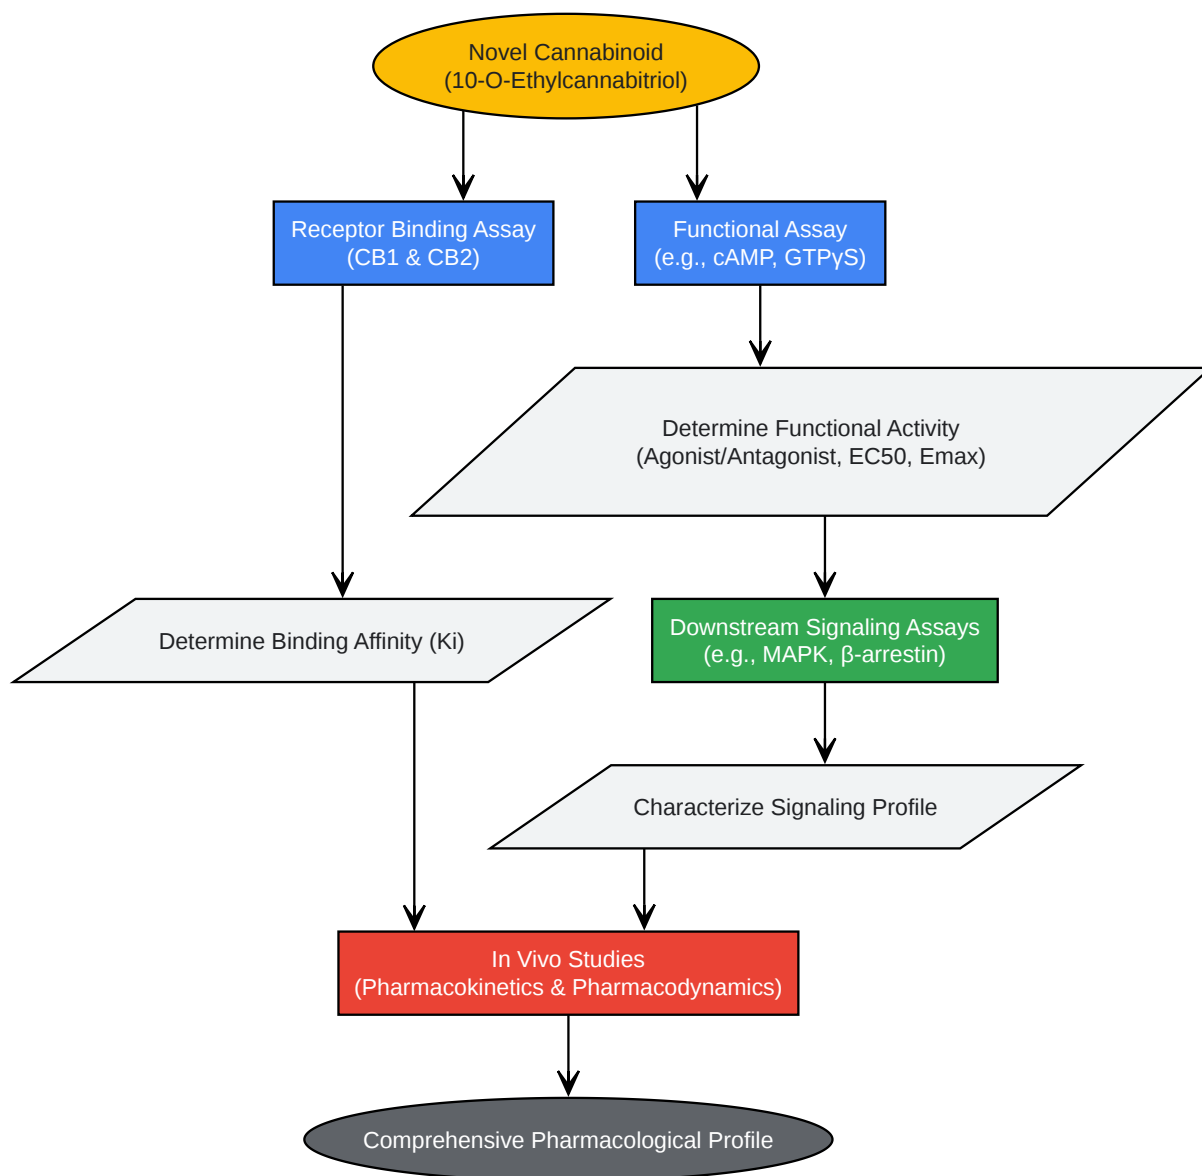 Novel Cannabinoid
(10-O-Ethylcannabitriol)
Receptor Binding Assay
(CB1 & CB2)
Functional Assay
(e.g., cAMP, GTPγS)
Determine Functional Activity
(Agonist/Antagonist, EC50, Emax)
Determine Binding Affinity (Ki)
Downstream Signaling Assays
(e.g., MAPK, β-arrestin)
Characterize Signaling Profile
In Vivo Studies
(Pharmacokinetics & Pharmacodynamics)
Comprehensive Pharmacological Profile